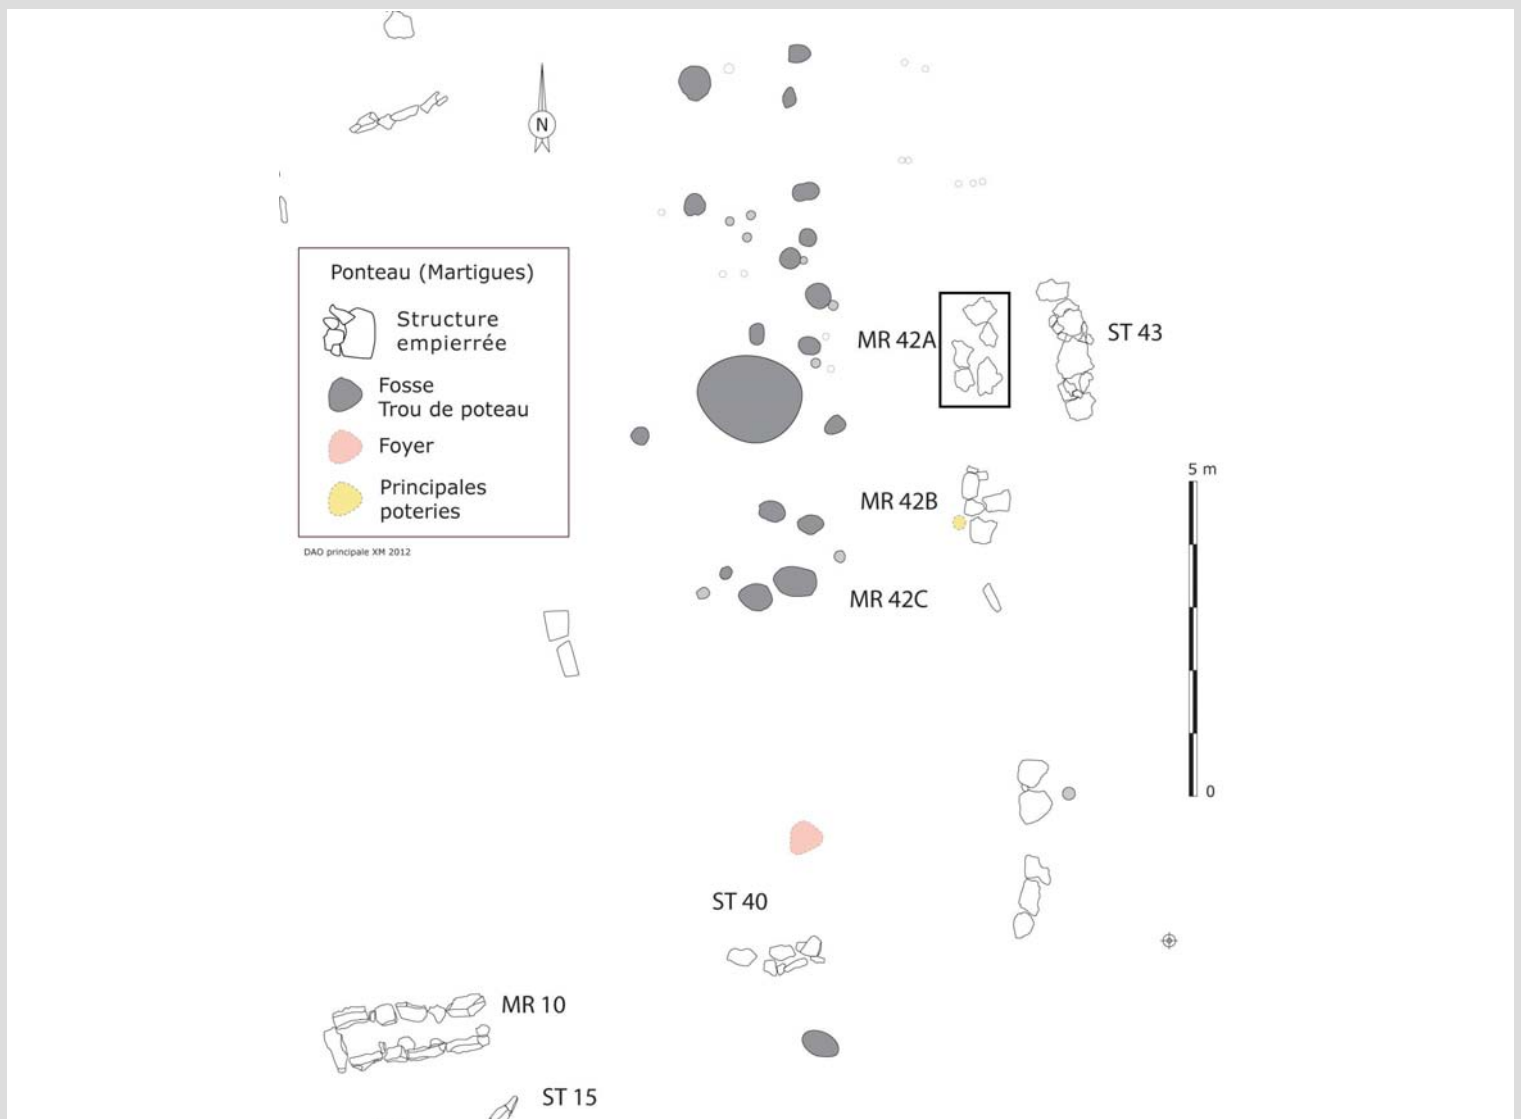 N
Ponteau (Martigues)
Structure
empierrée
Fosse
Trou de poteau
Foyer
Principales
poteries
DAO principale XM 2012
MR 42A
ST 43
5 m
MR 42B
MR 42C
0
ST 40
MR 10
ST 15